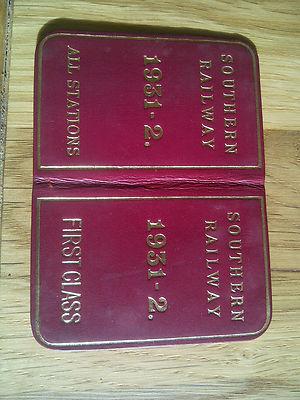 SOUTHERN
RAILWAY
1931-2.
ALL STATIONS
SOUTHERN
RAILWAY
1931-2.
FIRST CLASS